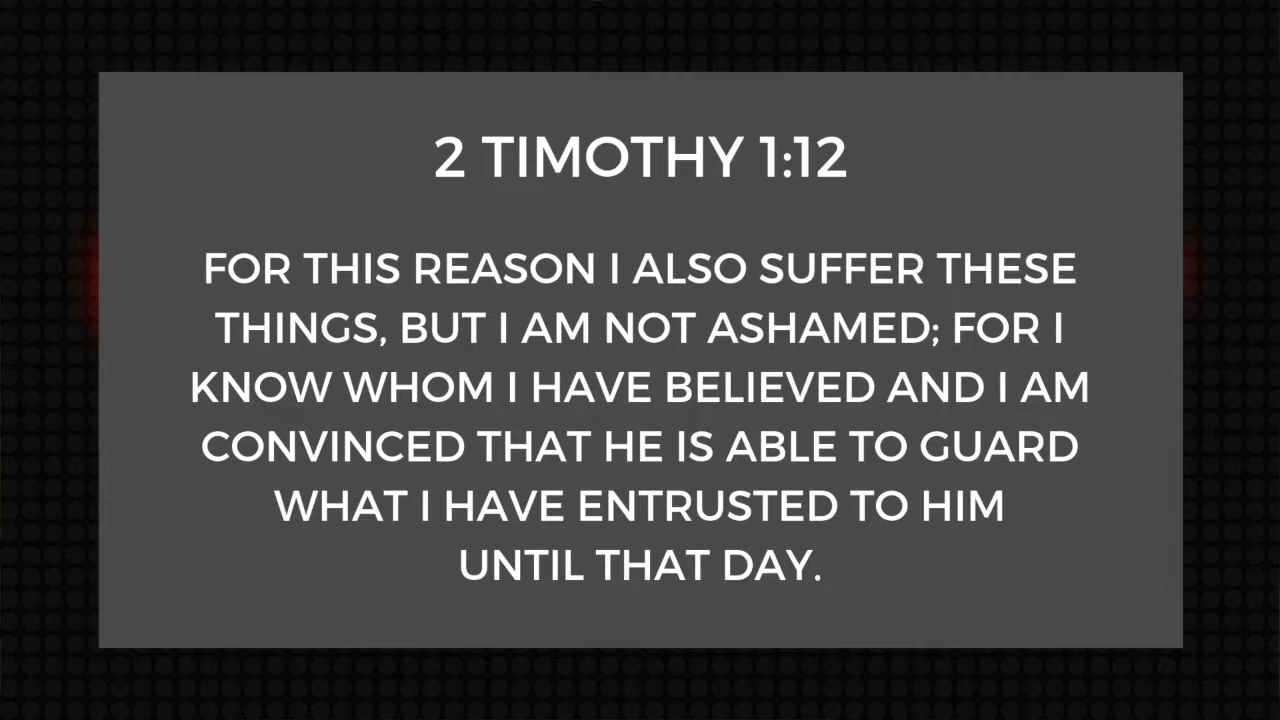 2 TIMOTHY 1:12
FOR THIS REASON I ALSO SUFFER THESE
THINGS, BUT I AM NOT ASHAMED; FOR I
KNOW WHOM I HAVE BELIEVED AND I AM
CONVINCED THAT HE IS ABLE TO GUARD
WHAT I HAVE ENTRUSTED TO HIM
UNTIL THAT DAY.